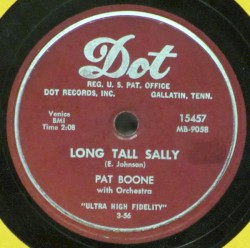 Dot
REG. U. S. PAT. OFFICE
DOT RECORDS, INC. GALLATIN, TENN.
Venice
BMI
Time 2:08
15457
MB-9058
LONG TALL SALLY
(E. Johnson)
PAT BOONE
with Orchestra
"ULTRA HIGH FIDELITY"
3-56